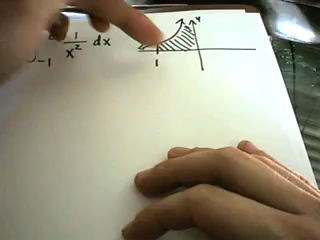 ∫_-1 1/x² dx
y
1